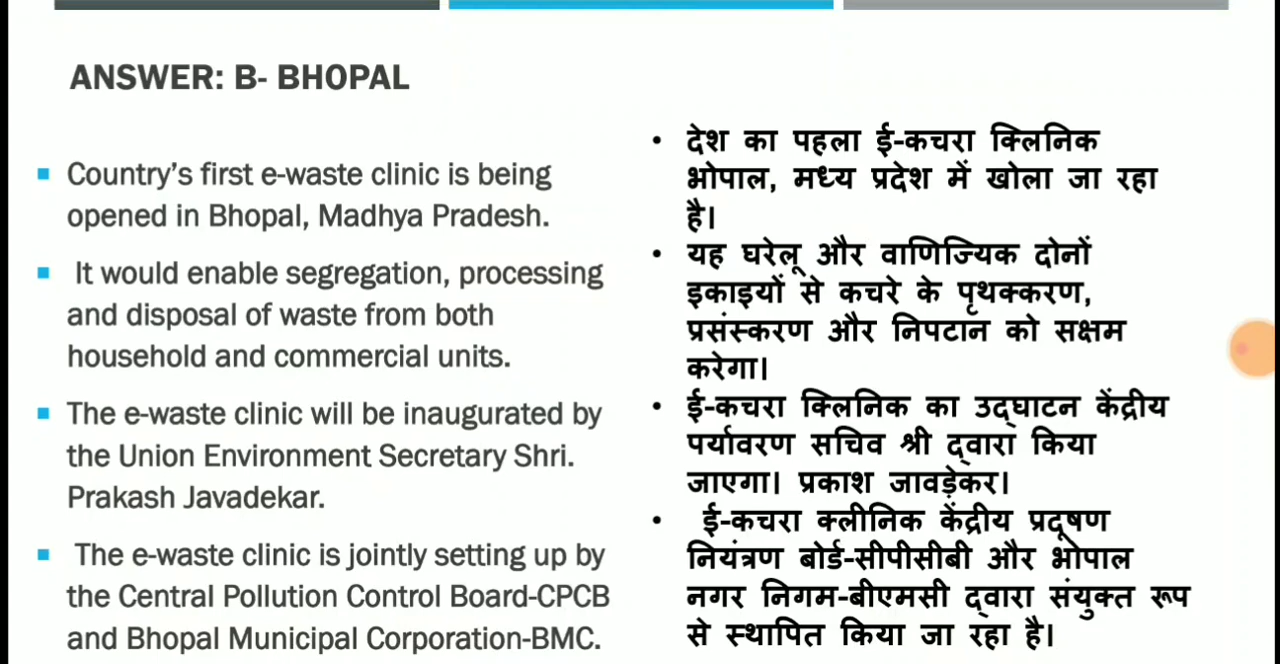 ANSWER: B- BHOPAL
Country's first e-waste clinic is being
opened in Bhopal, Madhya Pradesh.
It would enable segregation, processing
and disposal of waste from both
household and commercial units.
The e-waste clinic will be inaugurated by
the Union Environment Secretary Shri.
Prakash Javadekar.
The e-waste clinic is jointly setting up by
the Central Pollution Control Board-CPCB
and Bhopal Municipal Corporation-BMC.
देश का पहला ई-कचरा क्लिनिक
भोपाल, मध्य प्रदेश में खोला जा रहा
है।
यह घरेलू और वाणिज्यिक दोनों
इकाइयों से कचरे के पृथक्करण,
प्रसंस्करण और निपटान को सक्षम
करेगा।
ई-कचरा क्लिनिक का उद्घाटन केंद्रीय
पर्यावरण सचिव श्री द्वारा किया
जाएगा। प्रकाश जावड़ेकर।
ई-कचरा क्लीनिक केंद्रीय प्रदूषण
नियंत्रण बोर्ड-सीपीसीबी और भोपाल
नगर निगम-बीएमसी द्वारा संयुक्त रूप
से स्थापित किया जा रहा है।